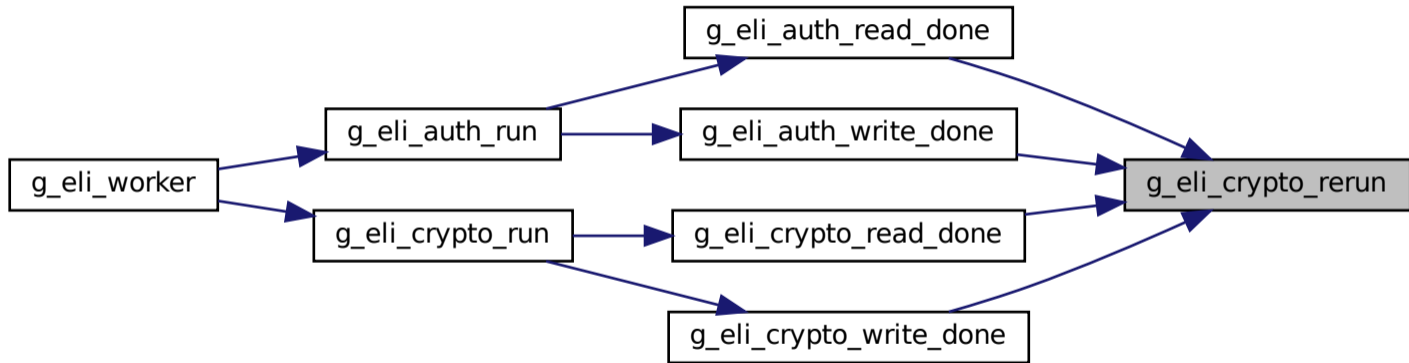 g_eli_auth_read_done
g_eli_auth_run
g_eli_auth_write_done
g_eli_worker
g_eli_crypto_rerun
g_eli_crypto_run
g_eli_crypto_read_done
g_eli_crypto_write_done